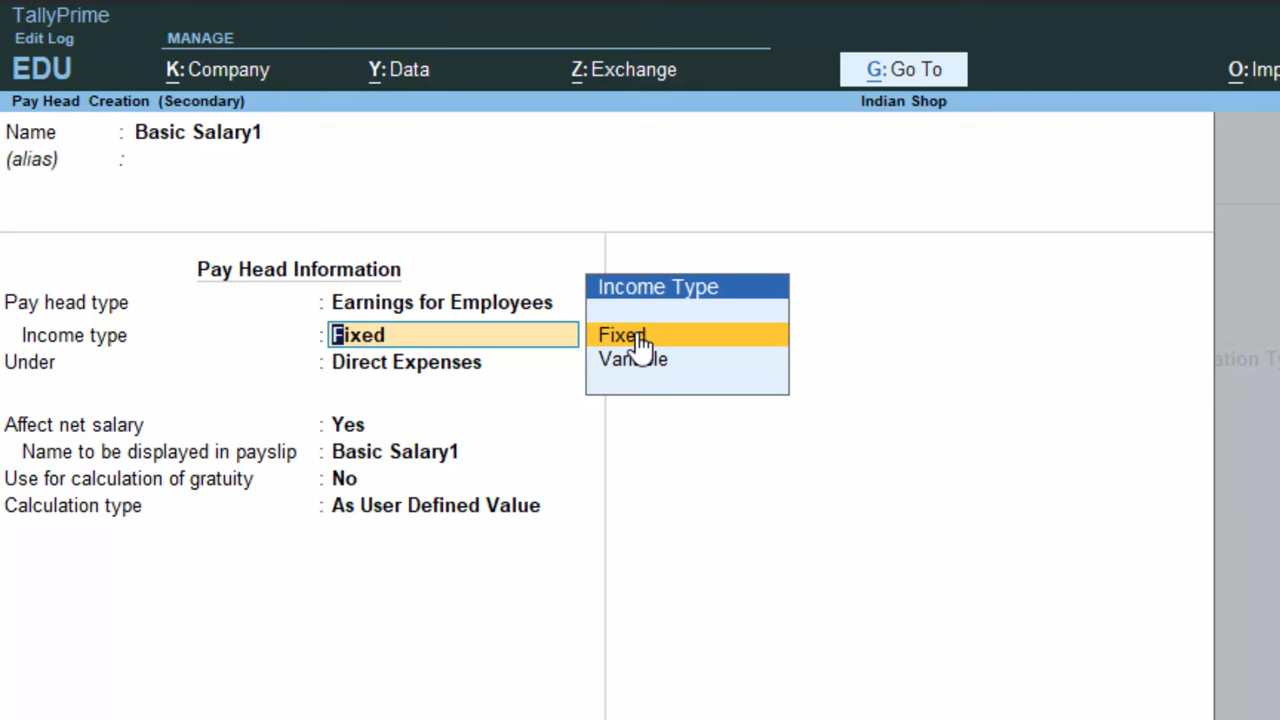 TallyPrime
Edit Log
MANAGE
EDU
K: Company
Y: Data
Z: Exchange
G: Go To
O: Imp
Pay Head Creation (Secondary)
Indian Shop
Name : Basic Salary1
(alias) :
Pay Head Information
Pay head type : Earnings for Employees
Income type : Fixed
Under : Direct Expenses
Affect net salary : Yes
Name to be displayed in payslip : Basic Salary1
Use for calculation of gratuity : No
Calculation type : As User Defined Value
Income Type
Fixed
Variable
ation Ty